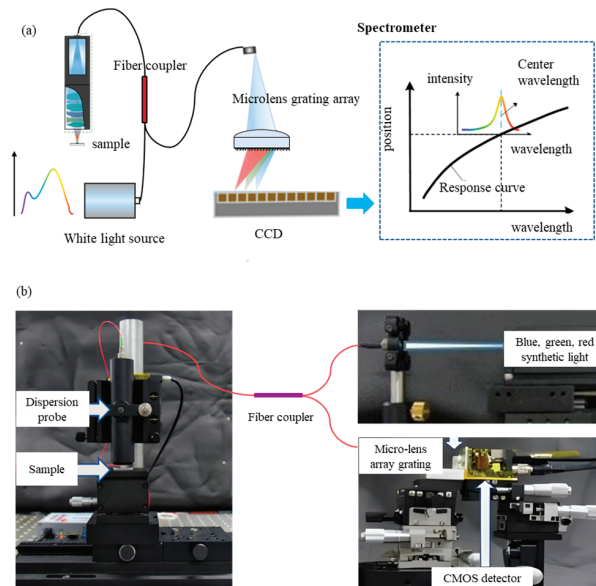 (a)
Spectrometer
Fiber coupler
Microlens grating array
sample
White light source
CCD
intensity
Center
wavelength
wavelength
position
Response curve
wavelength
(b)
Dispersion
probe
Sample
Fiber coupler
Blue, green, red
synthetic light
Micro-lens
array grating
CMOS detector